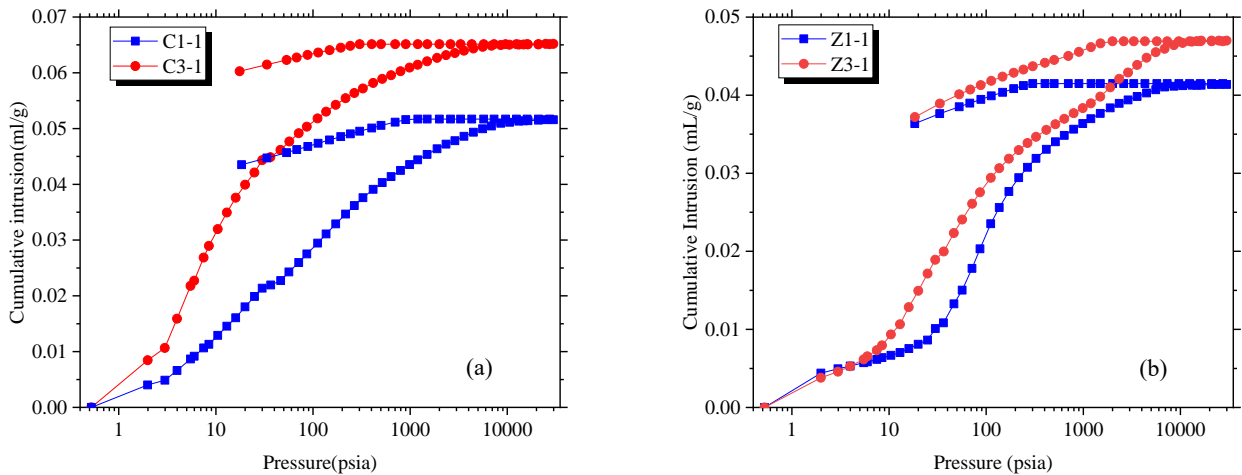 0.07
0.06
0.05
0.04
0.03
0.02
0.01
0.00
Cumulative intrusion(ml/g)
C1-1
C3-1
(a)
1 10 100 1000 10000
Pressure(psia)
0.05
0.04
0.03
0.02
0.01
0.00
Cumulative Intrusion (mL/g)
Z1-1
Z3-1
(b)
1 10 100 1000 10000
Pressure (psia)